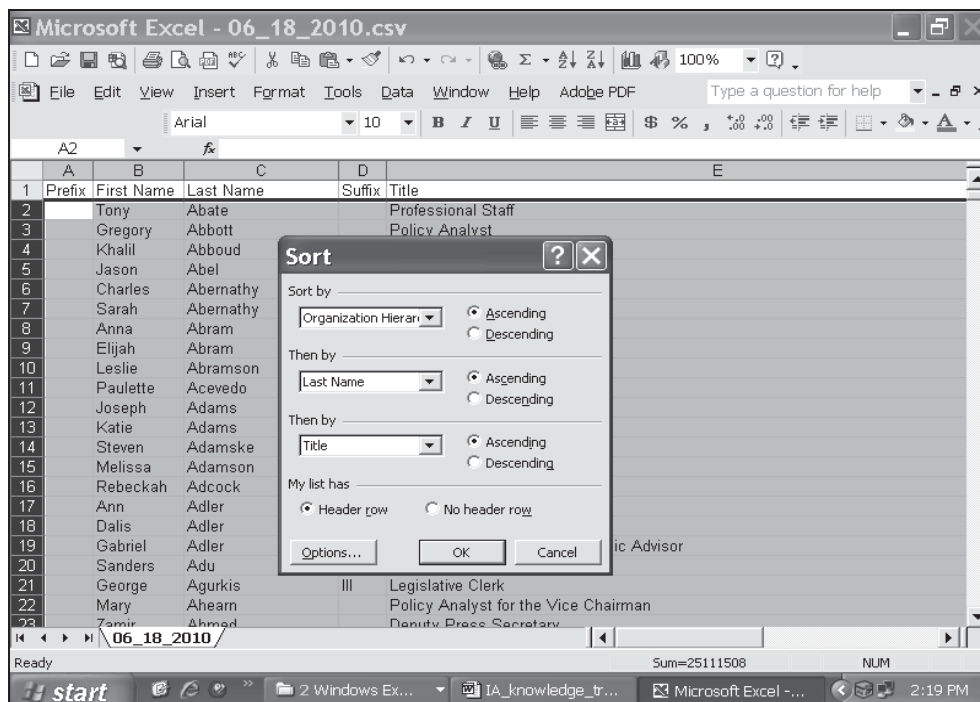 Microsoft Excel - 06_18_2010.csv
100%
File Edit View Insert Format Tools Data Window Help Adobe PDF Type a question for help
Arial 10 B I U $ % ,
A2 fx
A B C D E
1 Prefix First Name Last Name Suffix Title
2 Tony Abate Professional Staff
3 Gregory Abbott Policy Analyst
4 Khalil Abboud
5 Jason Abel
6 Charles Abernathy
7 Sarah Abernathy
8 Anna Abram
9 Elijah Abram
10 Leslie Abramson
11 Paulette Acevedo
12 Joseph Adams
13 Katie Adams
14 Steven Adamske
15 Melissa Adamson
16 Rebeckah Adcock
17 Ann Adler
18 Dalis Adler
19 Gabriel Adler ic Advisor
20 Sanders Adu
21 George Agurkis III Legislative Clerk
22 Mary Ahearn Policy Analyst for the Vice Chairman
23 Zamir Ahmed Deputy Press Secretary
Sort
Sort by
Organization Hierar
Ascending
Descending
Then by
Last Name
Ascending
Descending
Then by
Title
Ascending
Descending
My list has
Header row No header row
Options... OK Cancel
06_18_2010
Ready Sum=25111508 NUM
start 2 Windows Ex... IA_knowledge_tr... Microsoft Excel -... 2:19 PM